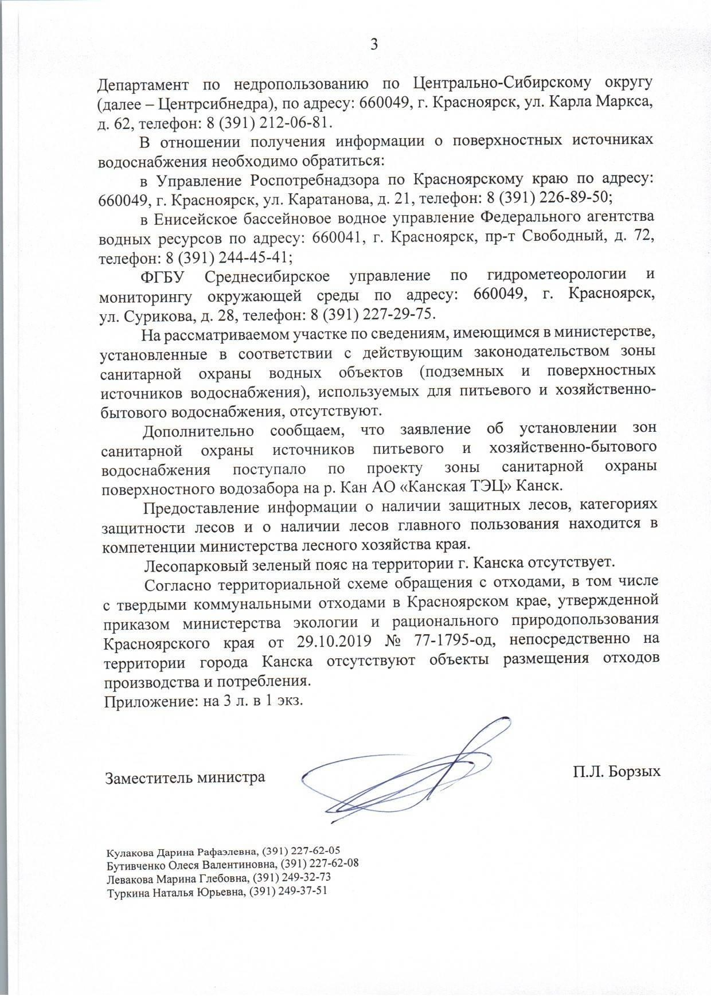 3
Департамент по недропользованию по Центрально-Сибирскому округу
(далее – Центрсибнедра), по адресу: 660049, г. Красноярск, ул. Карла Маркса,
д. 62, телефон: 8 (391) 212-06-81.
В отношении получения информации о поверхностных источниках
водоснабжения необходимо обратиться:
в Управление Роспотребнадзора по Красноярскому краю по адресу:
660049, г. Красноярск, ул. Каратанова, д. 21, телефон: 8 (391) 226-89-50;
в Енисейское бассейновое водное управление Федерального агентства
водных ресурсов по адресу: 660041, г. Красноярск, пр-т Свободный, д. 72,
телефон: 8 (391) 244-45-41;
ФГБУ Среднесибирское управление по гидрометеорологии и
мониторингу окружающей среды по адресу: 660049, г. Красноярск,
ул. Сурикова, д. 28, телефон: 8 (391) 227-29-75.
На рассматриваемом участке по сведениям, имеющимся в министерстве,
установленные в соответствии с действующим законодательством зоны
санитарной охраны водных объектов (подземных и поверхностных
источников водоснабжения), используемых для питьевого и хозяйственно-
бытового водоснабжения, отсутствуют.
Дополнительно сообщаем, что заявление об установлении зон
санитарной охраны источников питьевого и хозяйственно-бытового
водоснабжения поступало по проекту зоны санитарной охраны
поверхностного водозабора на р. Кан АО «Канская ТЭЦ» Канск.
Предоставление информации о наличии защитных лесов, категориях
защитности лесов и о наличии лесов главного пользования находится в
компетенции министерства лесного хозяйства края.
Лесопарковый зеленый пояс на территории г. Канска отсутствует.
Согласно территориальной схеме обращения с отходами, в том числе
с твердыми коммунальными отходами в Красноярском крае, утвержденной
приказом министерства экологии и рационального природопользования
Красноярского края от 29.10.2019 № 77-1795-од, непосредственно на
территории города Канска отсутствуют объекты размещения отходов
производства и потребления.
Приложение: на 3 л. в 1 экз.
Заместитель министра П.Л. Борзых
Кулакова Дарина Рафаэлевна, (391) 227-62-05
Бутивченко Олеся Валентиновна, (391) 227-62-08
Левакова Марина Глебовна, (391) 249-32-73
Туркина Наталья Юрьевна, (391) 249-37-51